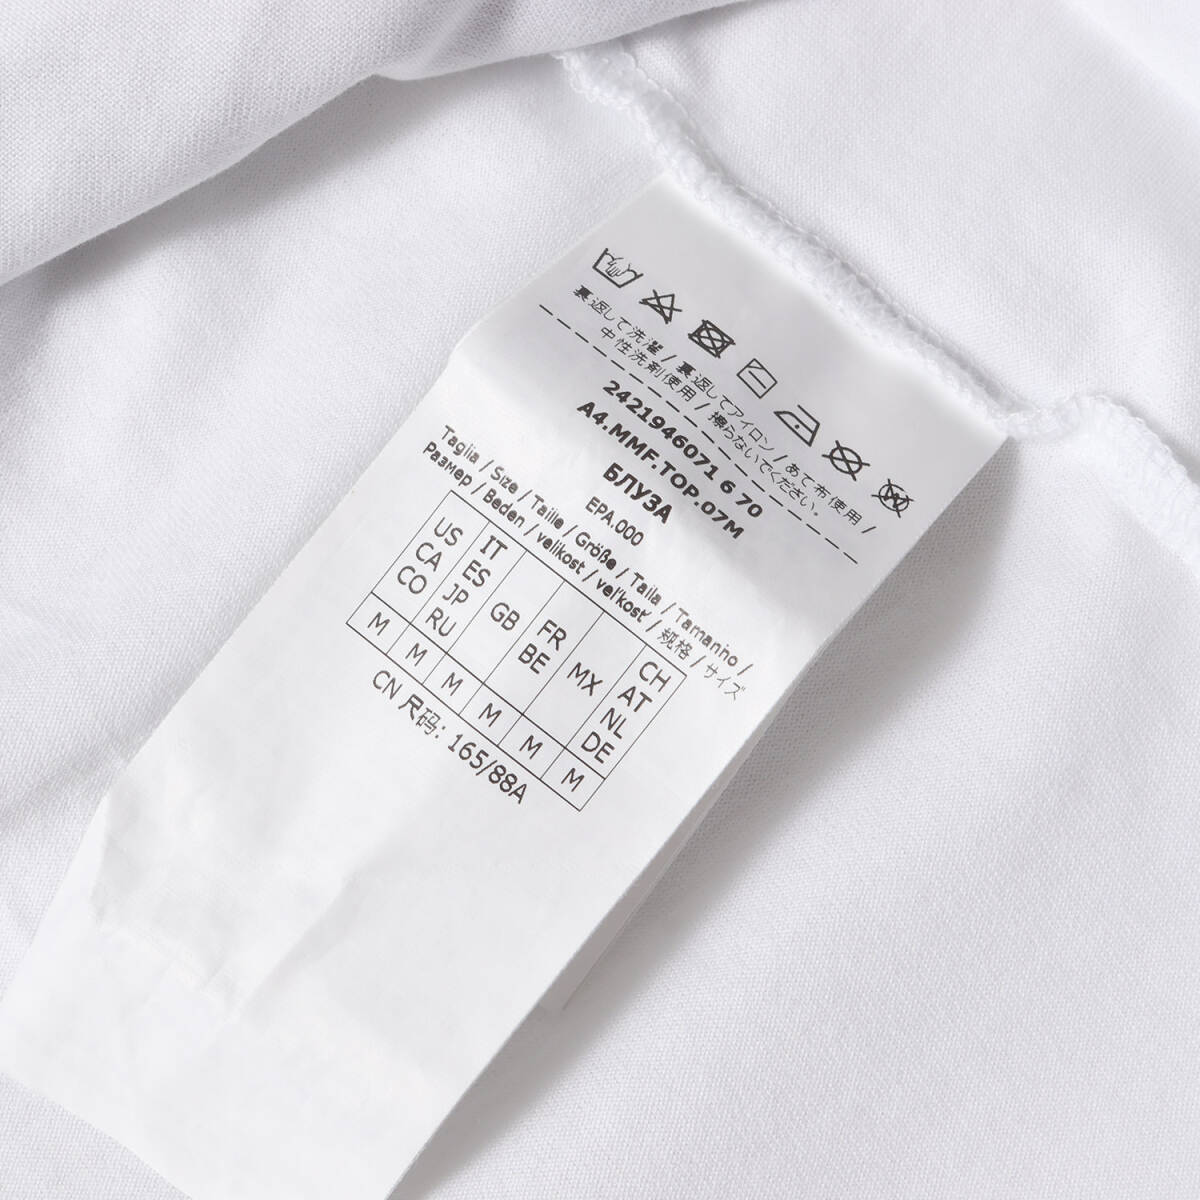 裏返して洗濯 / 裏返してアイロン / あて布使用 /
中性洗剤使用 / 擦らないでください。
2421946071 6 70
A4.MMF.TOP.07M
БЛУЗА
EPA.000
Taglia / Size / Taille / Größe / Talla / Tamanho /
Размер / Beden / velikost / veľkosť / 规格 / サイズ
US CA CO
IT ES JP RU
GB
FR BE
MX
CH AT NL DE
M M M M M M
CN 尺码: 165/88A